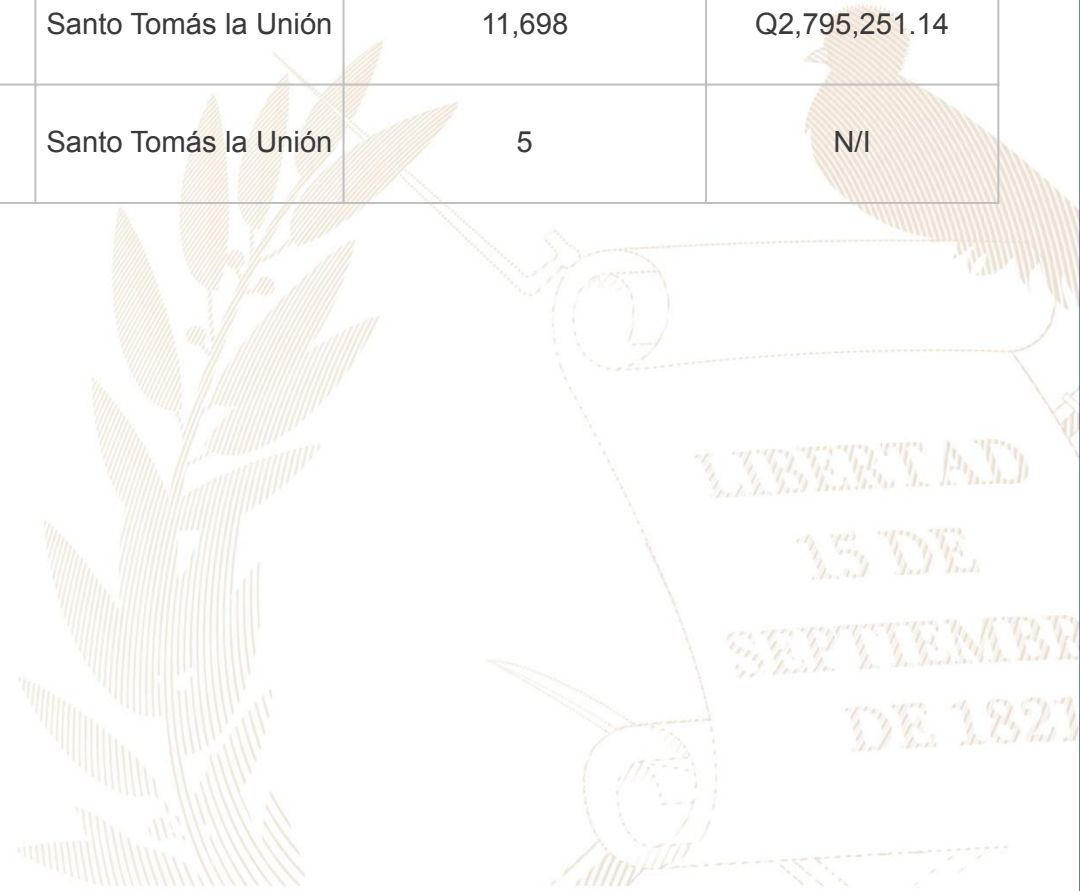 Santo Tomás la Unión 11,698 Q2,795,251.14
Santo Tomás la Unión 5 N/I
LIBERTAD
15 DE
SEPTIEMBRE
DE 1821